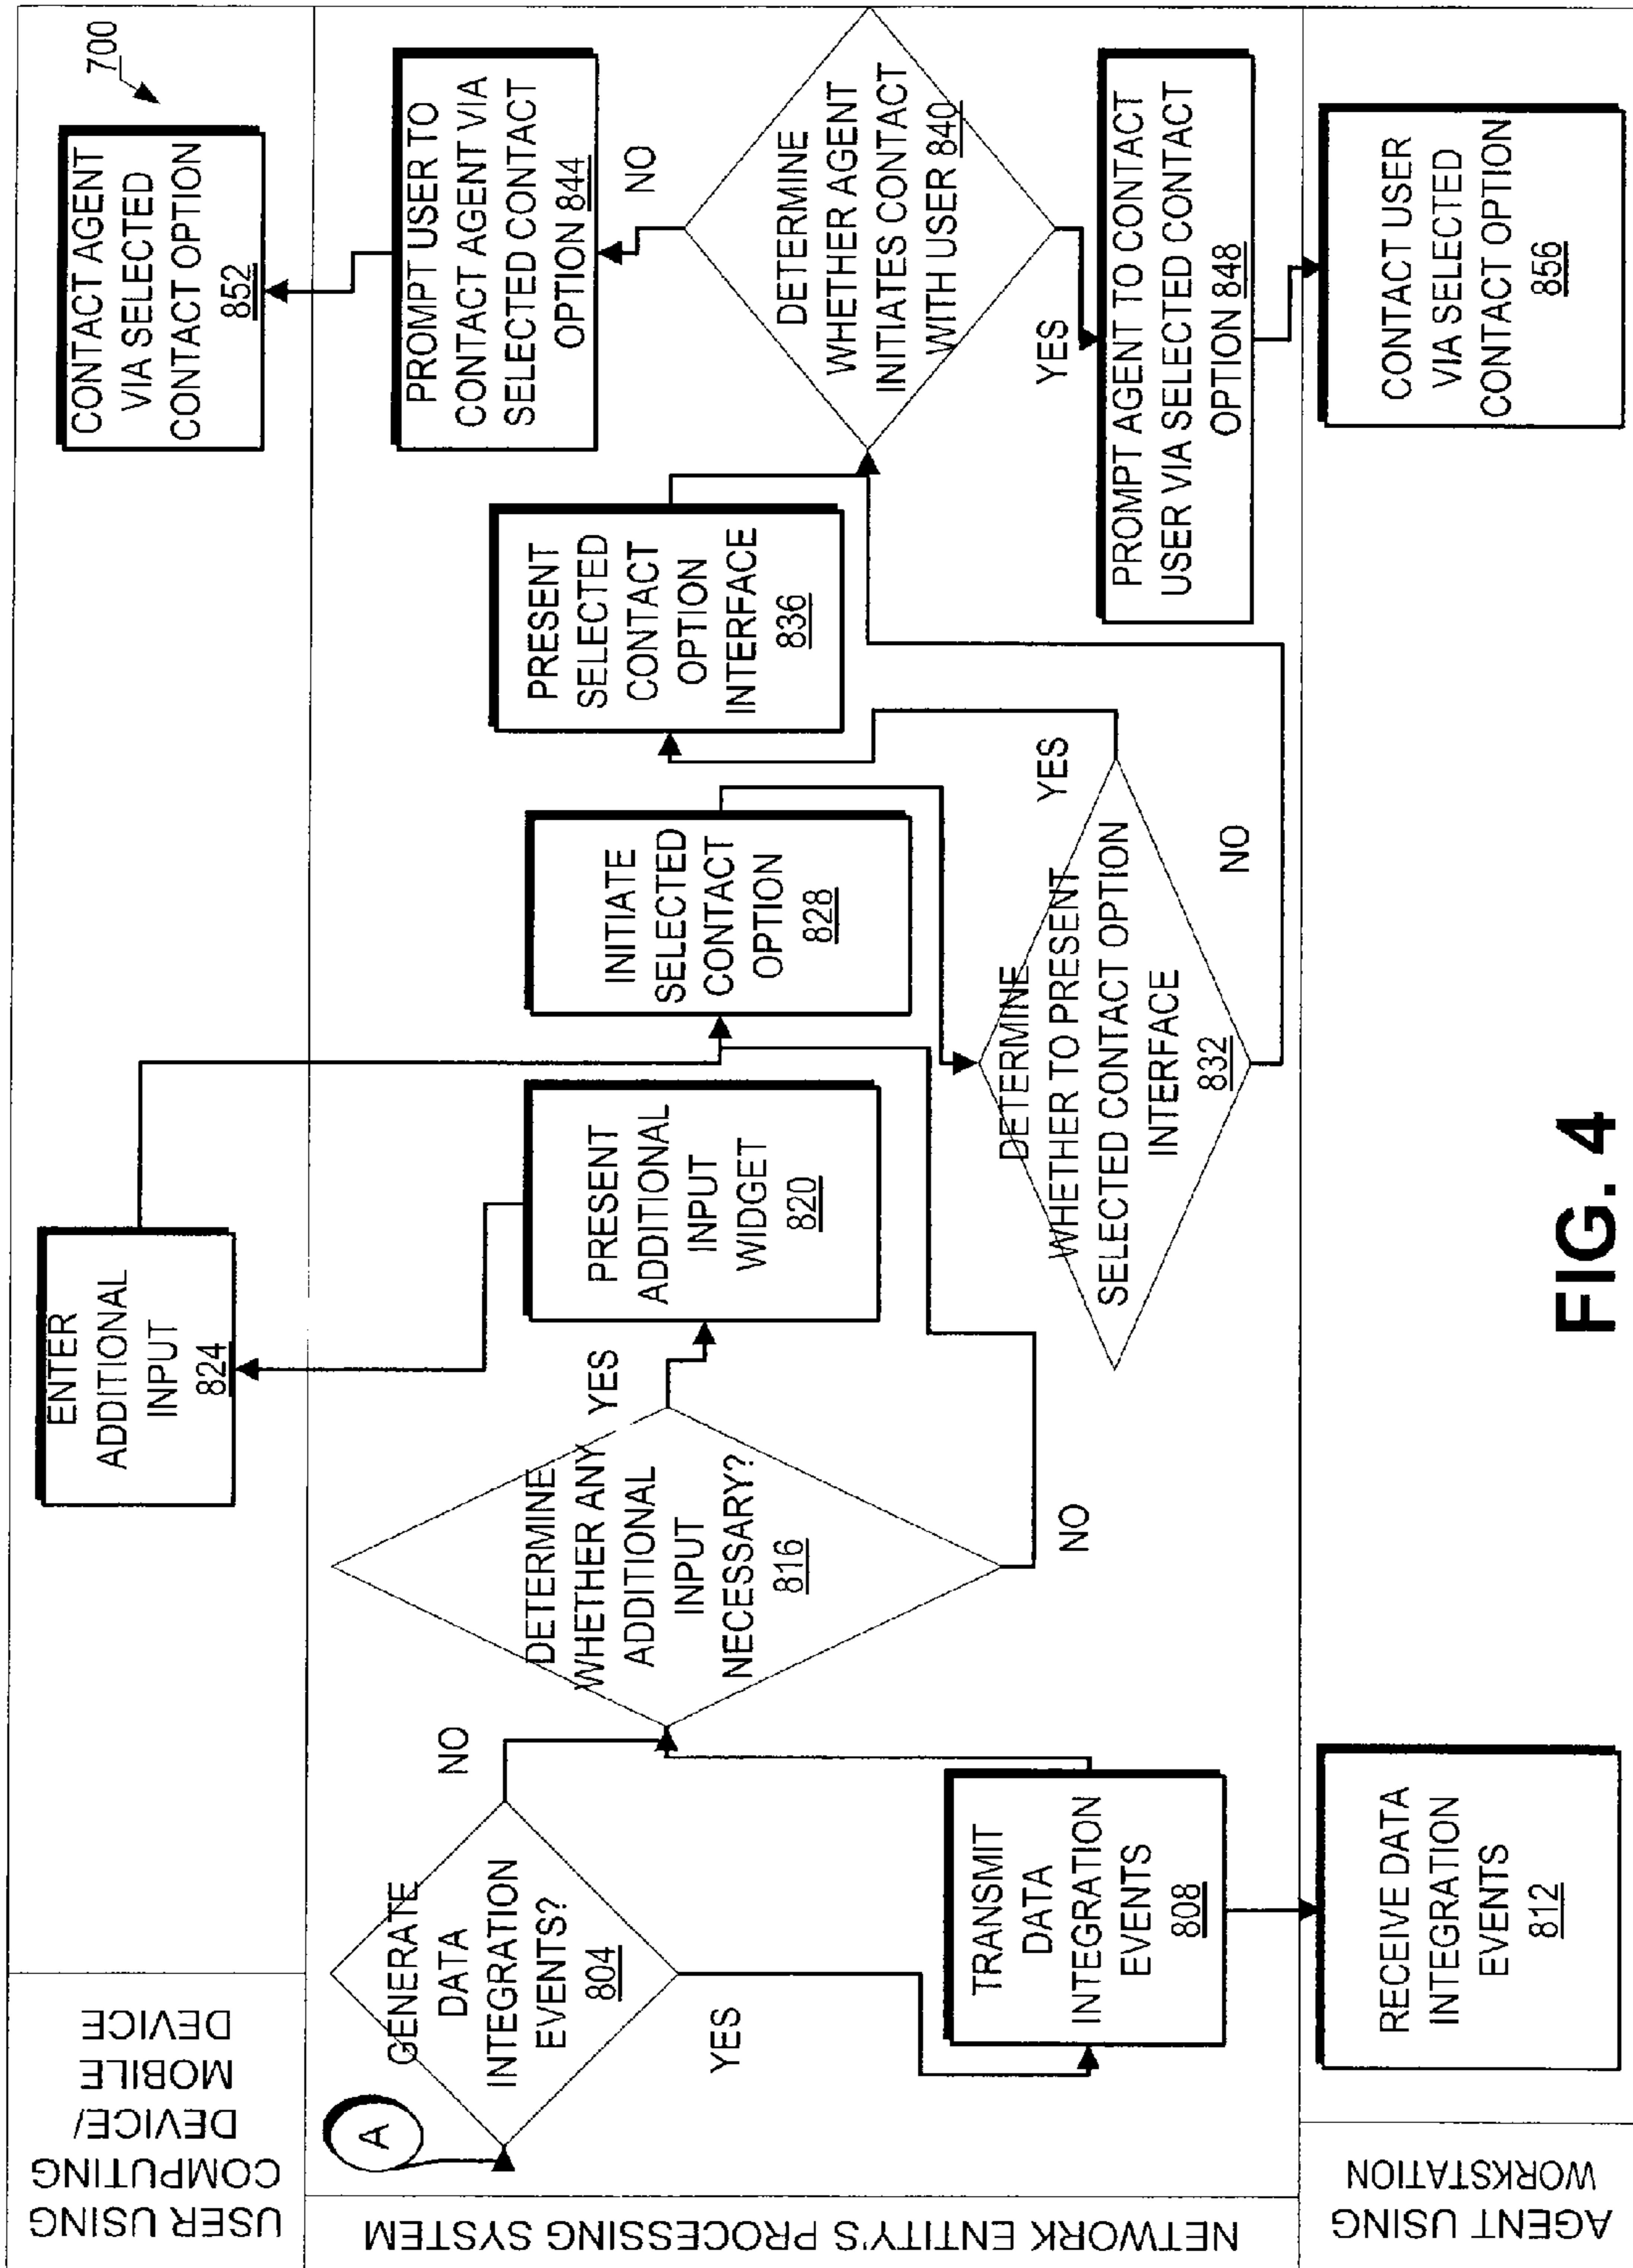 700
USER USING
COMPUTING
DEVICE/
MOBILE
DEVICE
ENTER
ADDITIONAL
INPUT
824
CONTACT AGENT
VIA SELECTED
CONTACT OPTION
852
NETWORK ENTITY'S PROCESSING SYSTEM
A
GENERATE
DATA
INTEGRATION
EVENTS?
804
NO
YES
TRANSMIT
DATA
INTEGRATION
EVENTS
808
DETERMINE
WHETHER ANY
ADDITIONAL
INPUT
NECESSARY?
816
YES
NO
PRESENT
ADDITIONAL
INPUT
WIDGET
820
INITIATE
SELECTED
CONTACT
OPTION
828
DETERMINE
WHETHER TO PRESENT
SELECTED CONTACT OPTION
INTERFACE
832
YES
NO
PRESENT
SELECTED
CONTACT
OPTION
INTERFACE
836
DETERMINE
WHETHER AGENT
INITIATES CONTACT
WITH USER 840
NO
YES
PROMPT USER TO
CONTACT AGENT VIA
SELECTED CONTACT
OPTION 844
PROMPT AGENT TO CONTACT
USER VIA SELECTED CONTACT
OPTION 848
AGENT USING
WORKSTATION
RECEIVE DATA
INTEGRATION
EVENTS
812
CONTACT USER
VIA SELECTED
CONTACT OPTION
856
FIG. 4